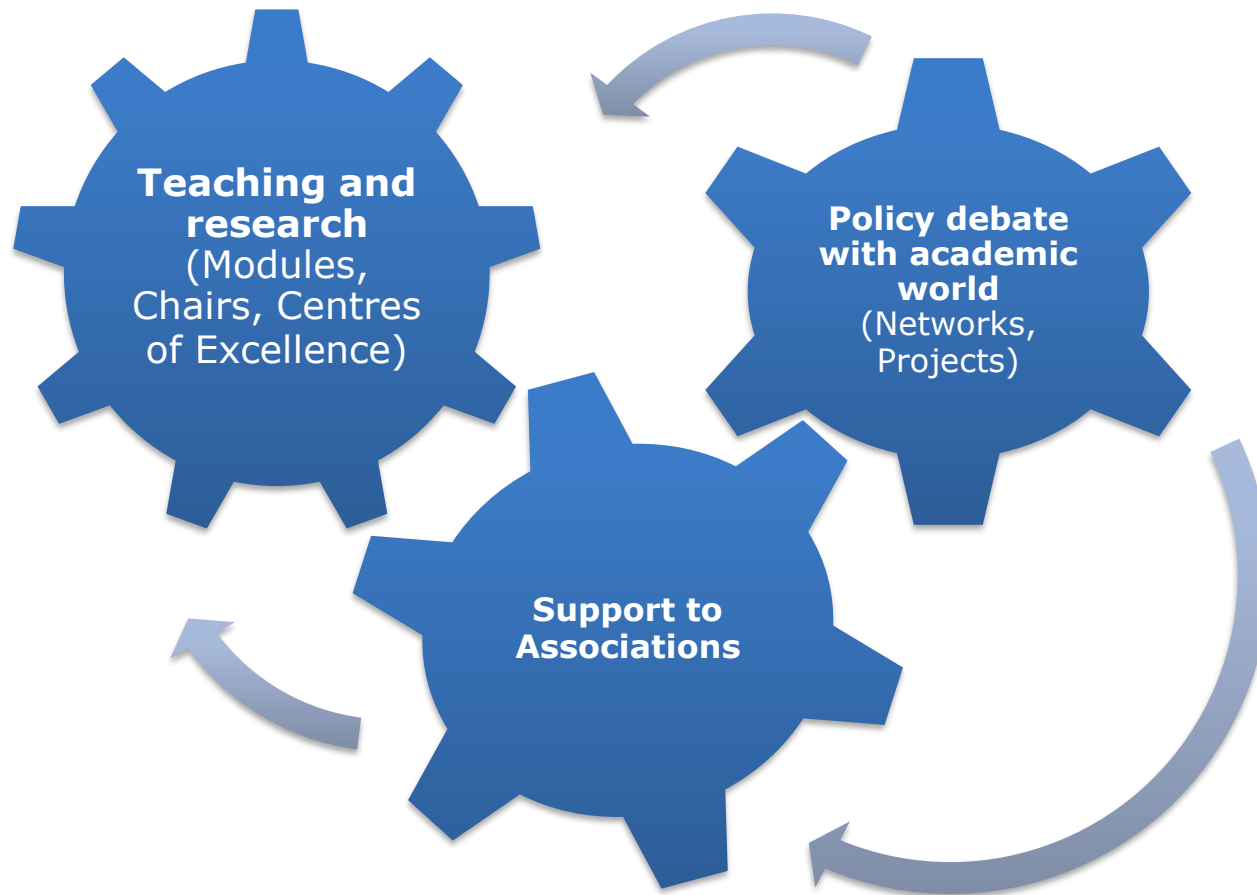 Teaching and
research
(Modules,
Chairs, Centres
of Excellence)
Policy debate
with academic
world
(Networks,
Projects)
Support to
Associations